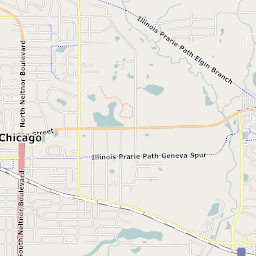 Illinois Prarie Path Elgin Branch
North Neltnor Boulevard
Chicago
street
Illinois Prarie Path Geneva Spur
South Neltnor Boulevard